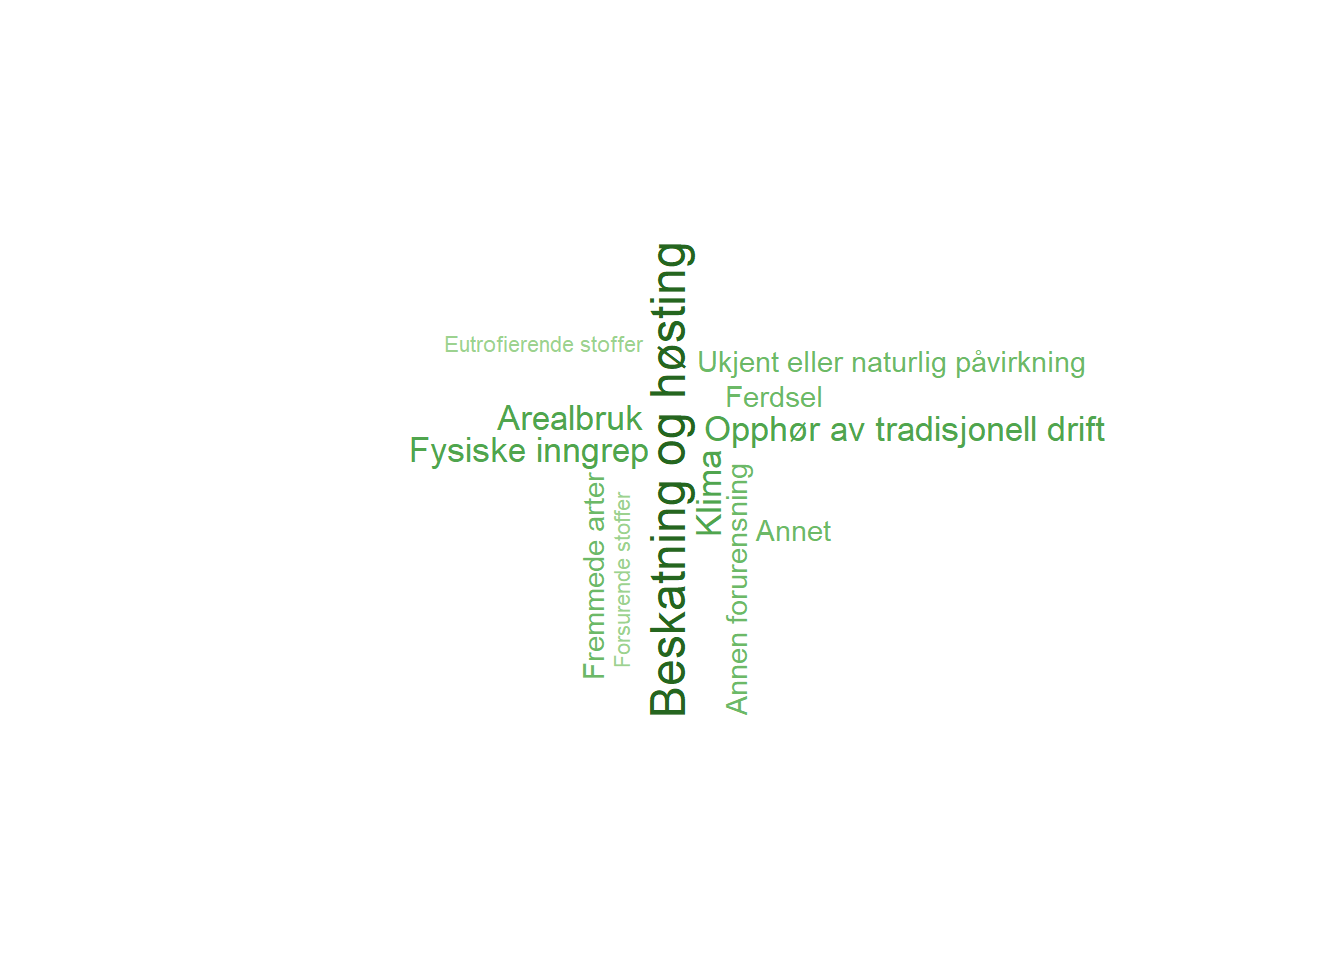 Beskatning og høsting
Eutrofierende stoffer
Ukjent eller naturlig påvirkning
Ferdsel
Arealbruk
Opphør av tradisjonell drift
Fysiske inngrep
Klima
Fremmede arter
Forsurende stoffer
Annen forurensning
Annet